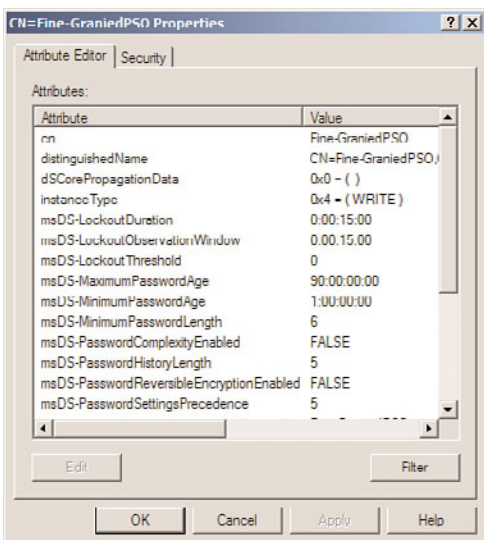 CN=Fine-GraniedPSO Properties
Attribute Editor Security
Attributes:
Attribute Value
cn Fine-GraniedPSO
distinguishedName CN=Fine-GraniedPSO,
dSCorePropagationData 0x0 = ( )
instanceType 0x4 = ( WRITE )
msDS-LockoutDuration 0:00:15:00
msDS-LockoutObservationWindow 0:00:15:00
msDS-LockoutThreshold 0
msDS-MaximumPasswordAge 90:00:00:00
msDS-MinimumPasswordAge 1:00:00:00
msDS-MinimumPasswordLength 6
msDS-PasswordComplexityEnabled FALSE
msDS-PasswordHistoryLength 5
msDS-PasswordReversibleEncryptionEnabled FALSE
msDS-PasswordSettingsPrecedence 5
Edit Filter
OK Cancel Apply Help